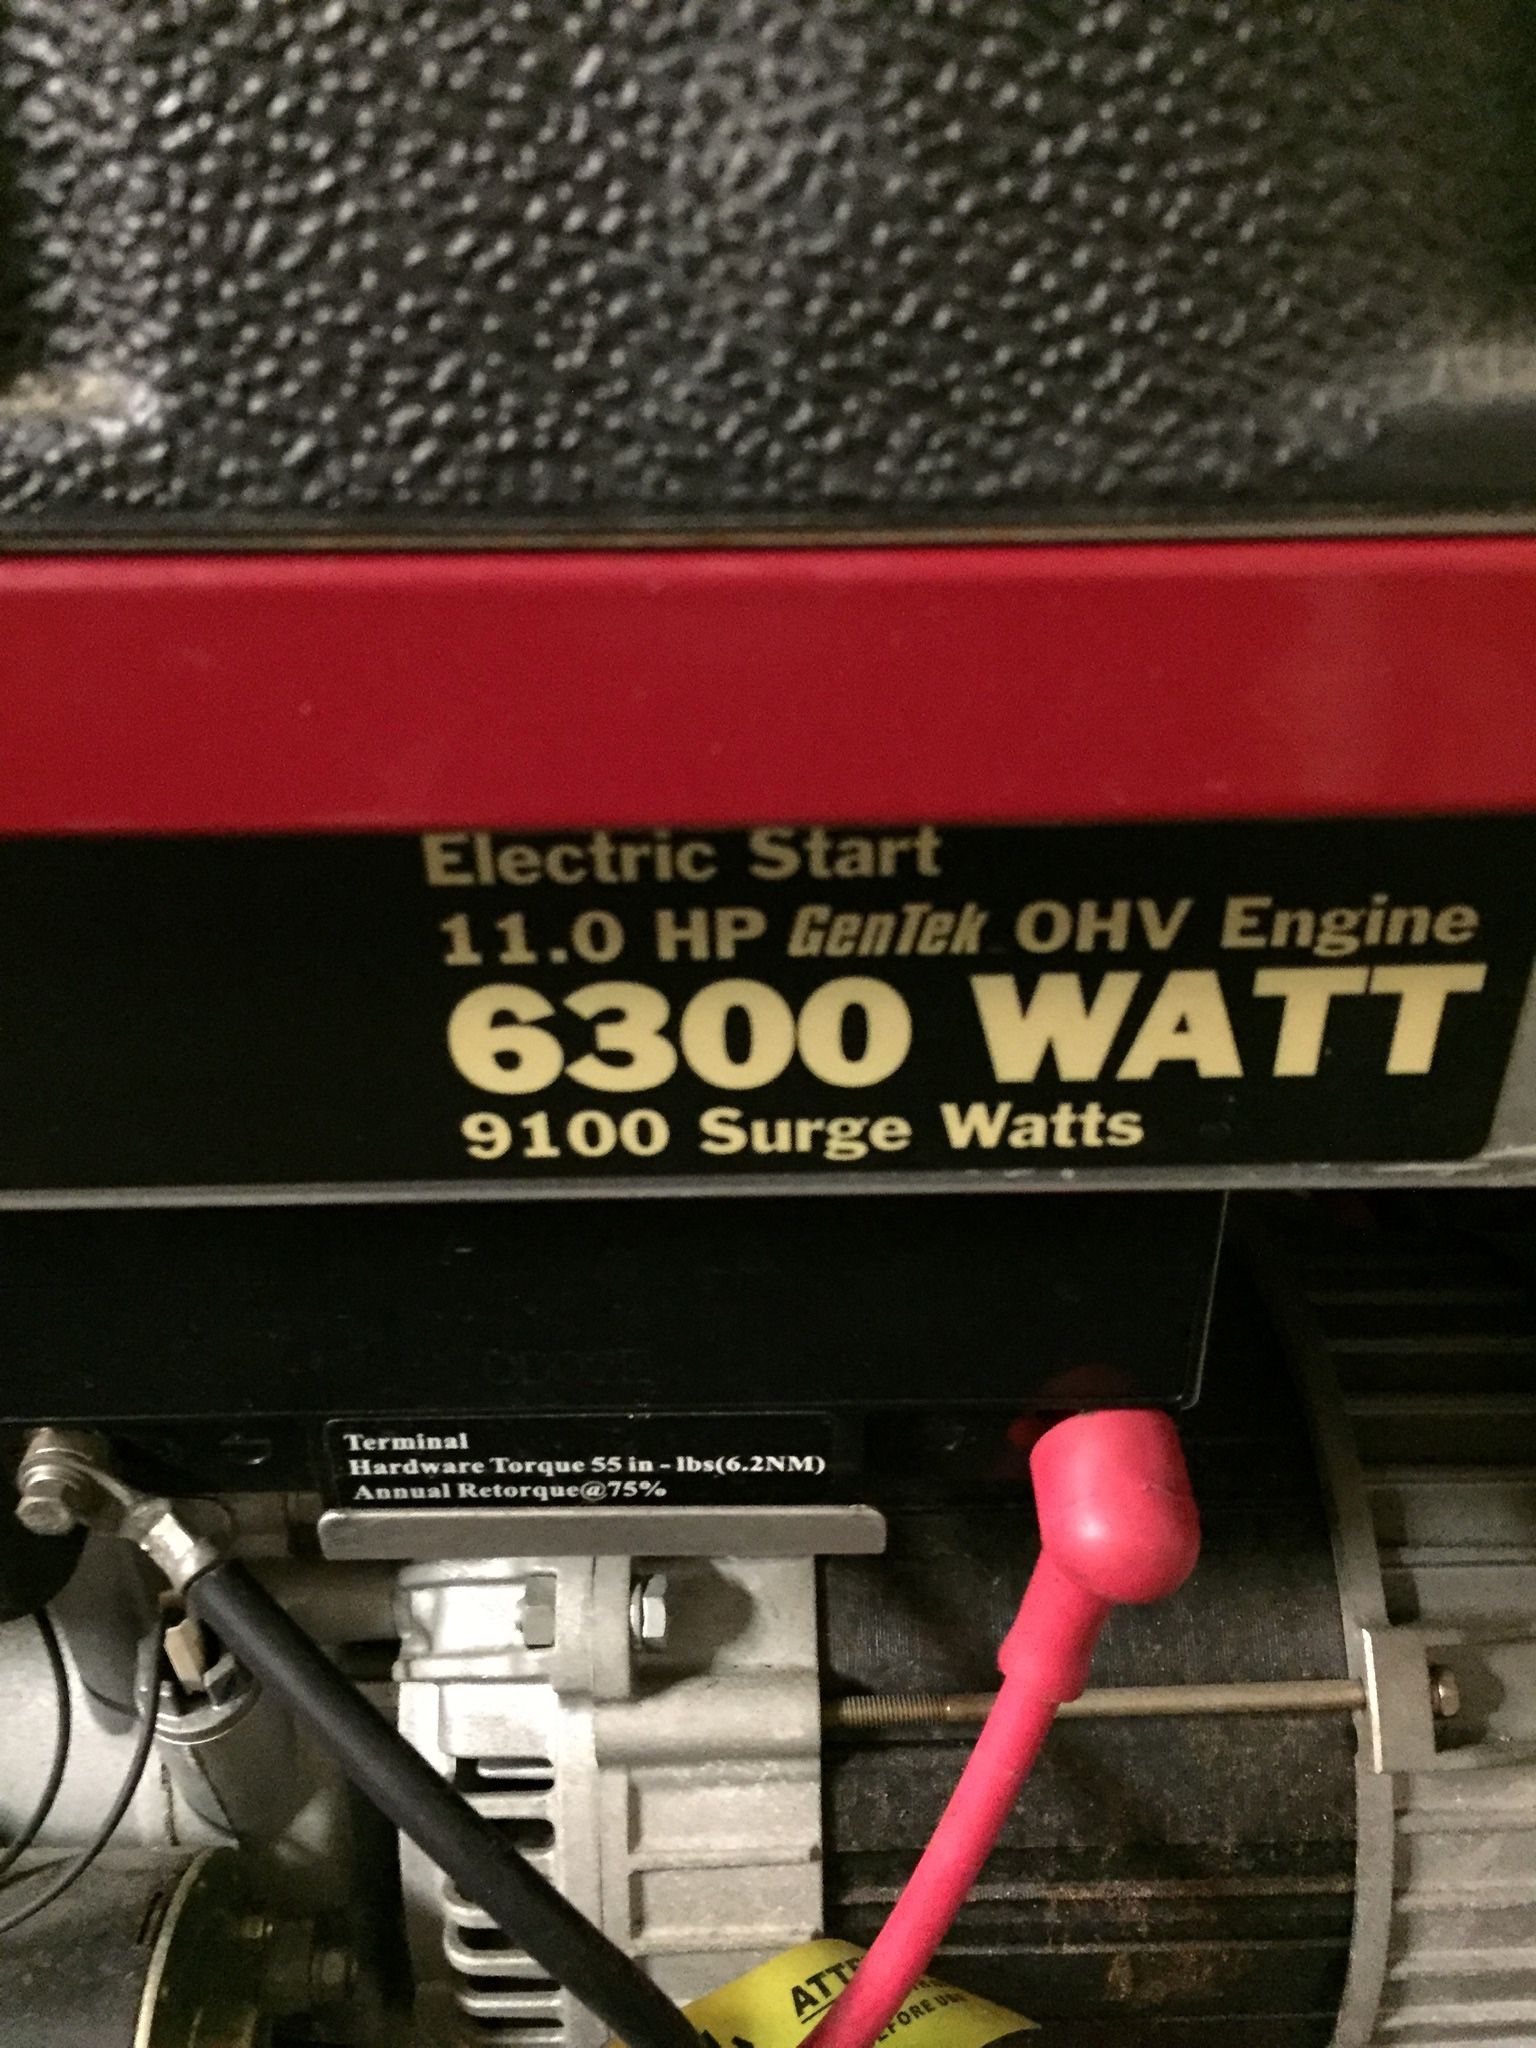 Electric Start
11.0 HP GenTek OHV Engine
6300 WATT
9100 Surge Watts
Terminal
Hardware Torque 55 in - lbs(6.2NM)
Annual Retorque@75%